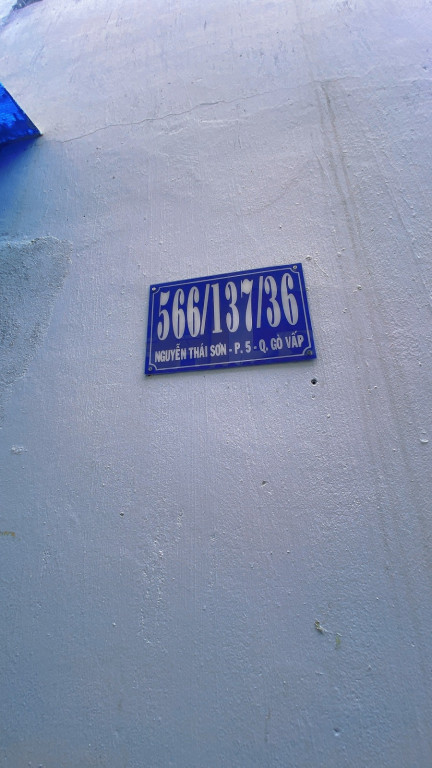 566/137/36
NGUYỄN THÁI SƠN - P. 5 - Q. GÒ VẤP